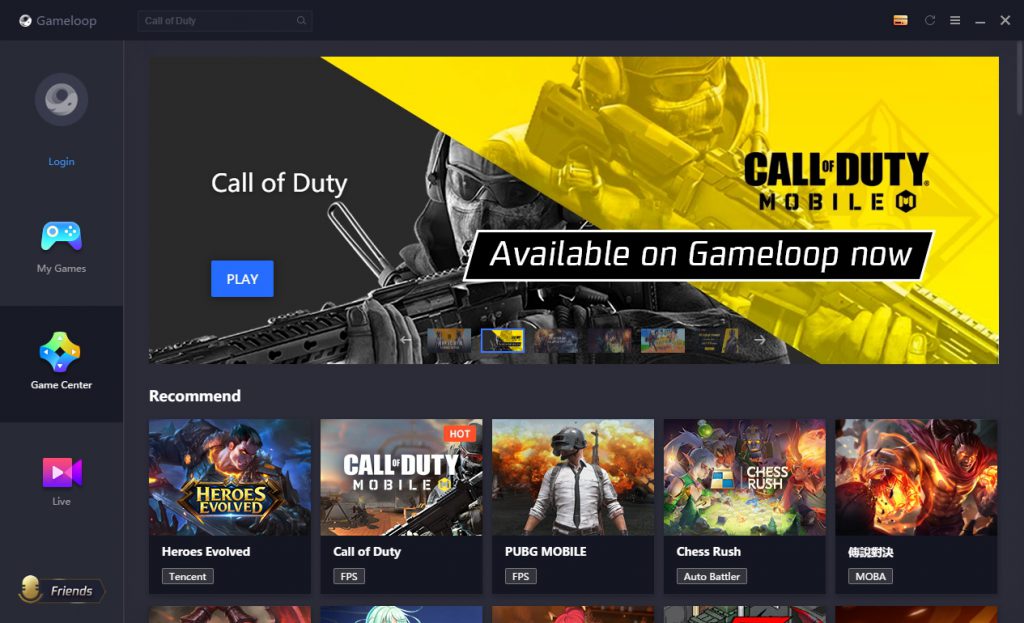 Gameloop
Call of Duty
Login
My Games
Game Center
Live
Friends
Call of Duty
PLAY
CALL OF DUTY®
MOBILE
Available on Gameloop now
Recommend
HEROES
EVOLVED
Heroes Evolved
Tencent
HOT
CALL OF DUTY
MOBILE
Call of Duty
FPS
PUBG MOBILE
FPS
CHESS
RUSH
Chess Rush
Auto Battler
傳說對決
MOBA